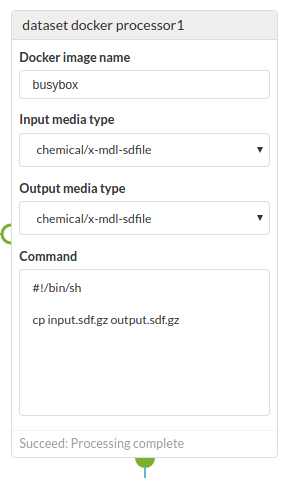 dataset docker processor1
Docker image name
busybox
Input media type
chemical/x-mdl-sdfile
Output media type
chemical/x-mdl-sdfile
Command
#!/bin/sh
cp input.sdf.gz output.sdf.gz
Succeed: Processing complete